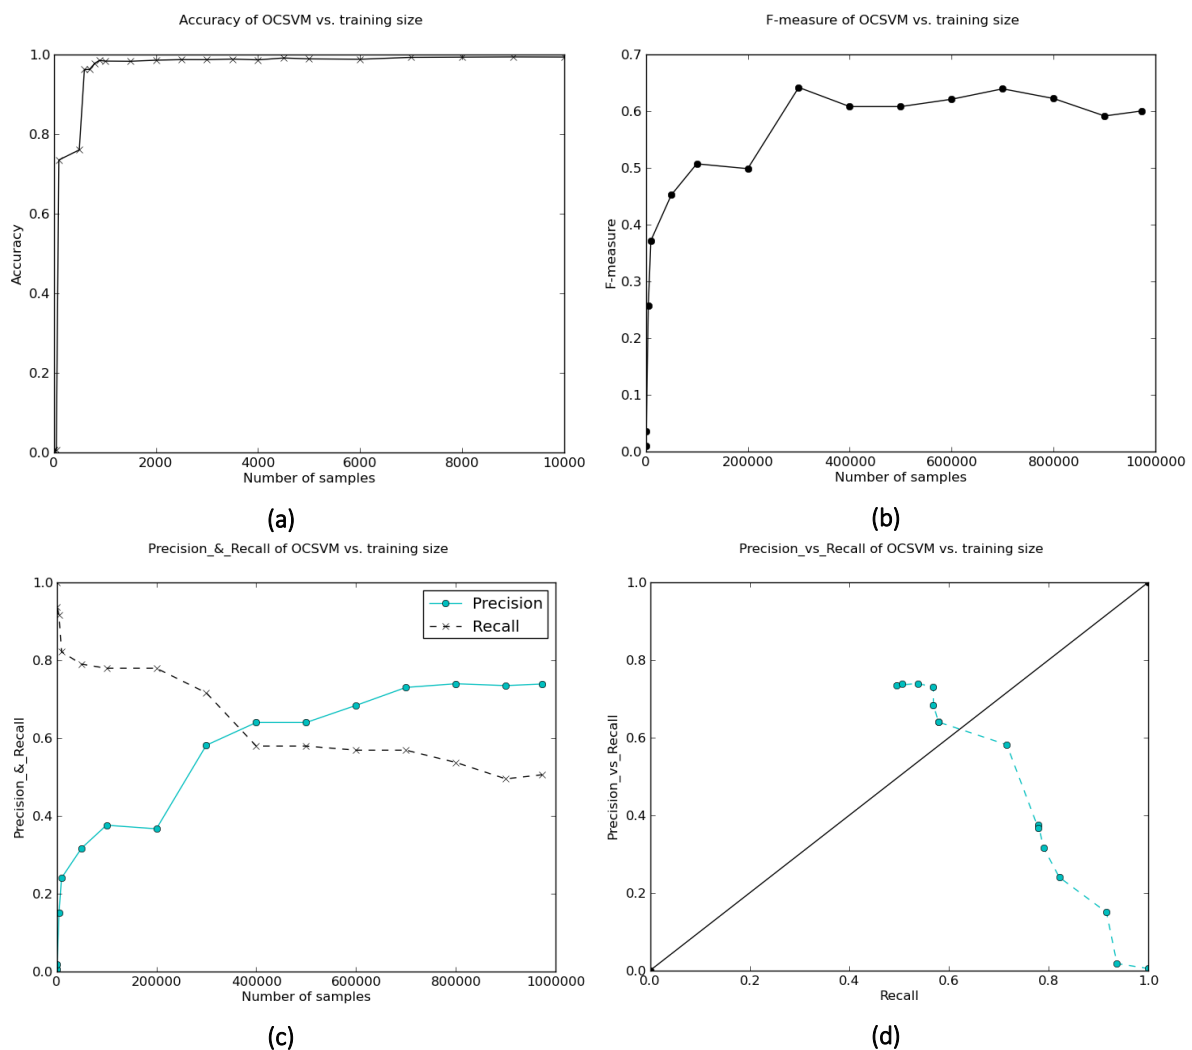 Accuracy of OCSVM vs. training size
1.0
0.8
0.6
0.4
0.2
0.0
Accuracy
0 2000 4000 6000 8000 10000
Number of samples
(a)
F-measure of OCSVM vs. training size
0.7
0.6
0.5
0.4
0.3
0.2
0.1
0.0
F-measure
0 200000 400000 600000 800000 1000000
Number of samples
(b)
Precision_&_Recall of OCSVM vs. training size
1.0
0.8
0.6
0.4
0.2
0.0
Precision_&_Recall
Precision
Recall
0 200000 400000 600000 800000 1000000
Number of samples
(c)
Precision_vs_Recall of OCSVM vs. training size
1.0
0.8
0.6
0.4
0.2
0.0
Precision_vs_Recall
0.0 0.2 0.4 0.6 0.8 1.0
Recall
(d)